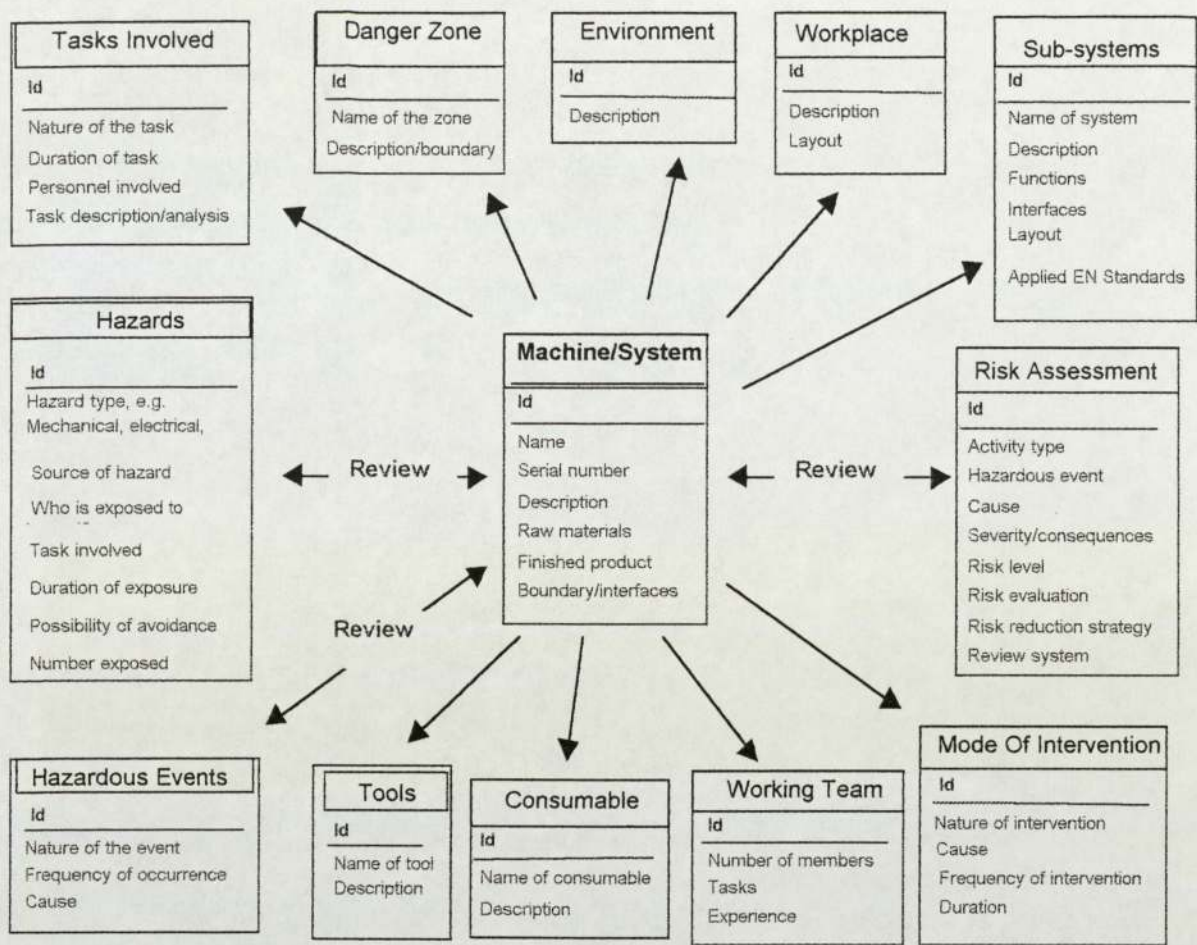 Tasks Involved
Id
Nature of the task
Duration of task
Personnel involved
Task description/analysis
Danger Zone
Id
Name of the zone
Description/boundary
Environment
Id
Description
Workplace
Id
Description
Layout
Sub-systems
Id
Name of system
Description
Functions
Interfaces
Layout
Applied EN Standards
Hazards
Id
Hazard type, e.g.
Mechanical, electrical,
Source of hazard
Who is exposed to
Task involved
Duration of exposure
Possibility of avoidance
Number exposed
Review
Machine/System
Id
Name
Serial number
Description
Raw materials
Finished product
Boundary/interfaces
Review
Risk Assessment
Id
Activity type
Hazardous event
Cause
Severity/consequences
Risk level
Risk evaluation
Risk reduction strategy
Review system
Review
Hazardous Events
Id
Nature of the event
Frequency of occurrence
Cause
Tools
Id
Name of tool
Description
Consumable
Id
Name of consumable
Description
Working Team
Id
Number of members
Tasks
Experience
Mode Of Intervention
Id
Nature of intervention
Cause
Frequency of intervention
Duration